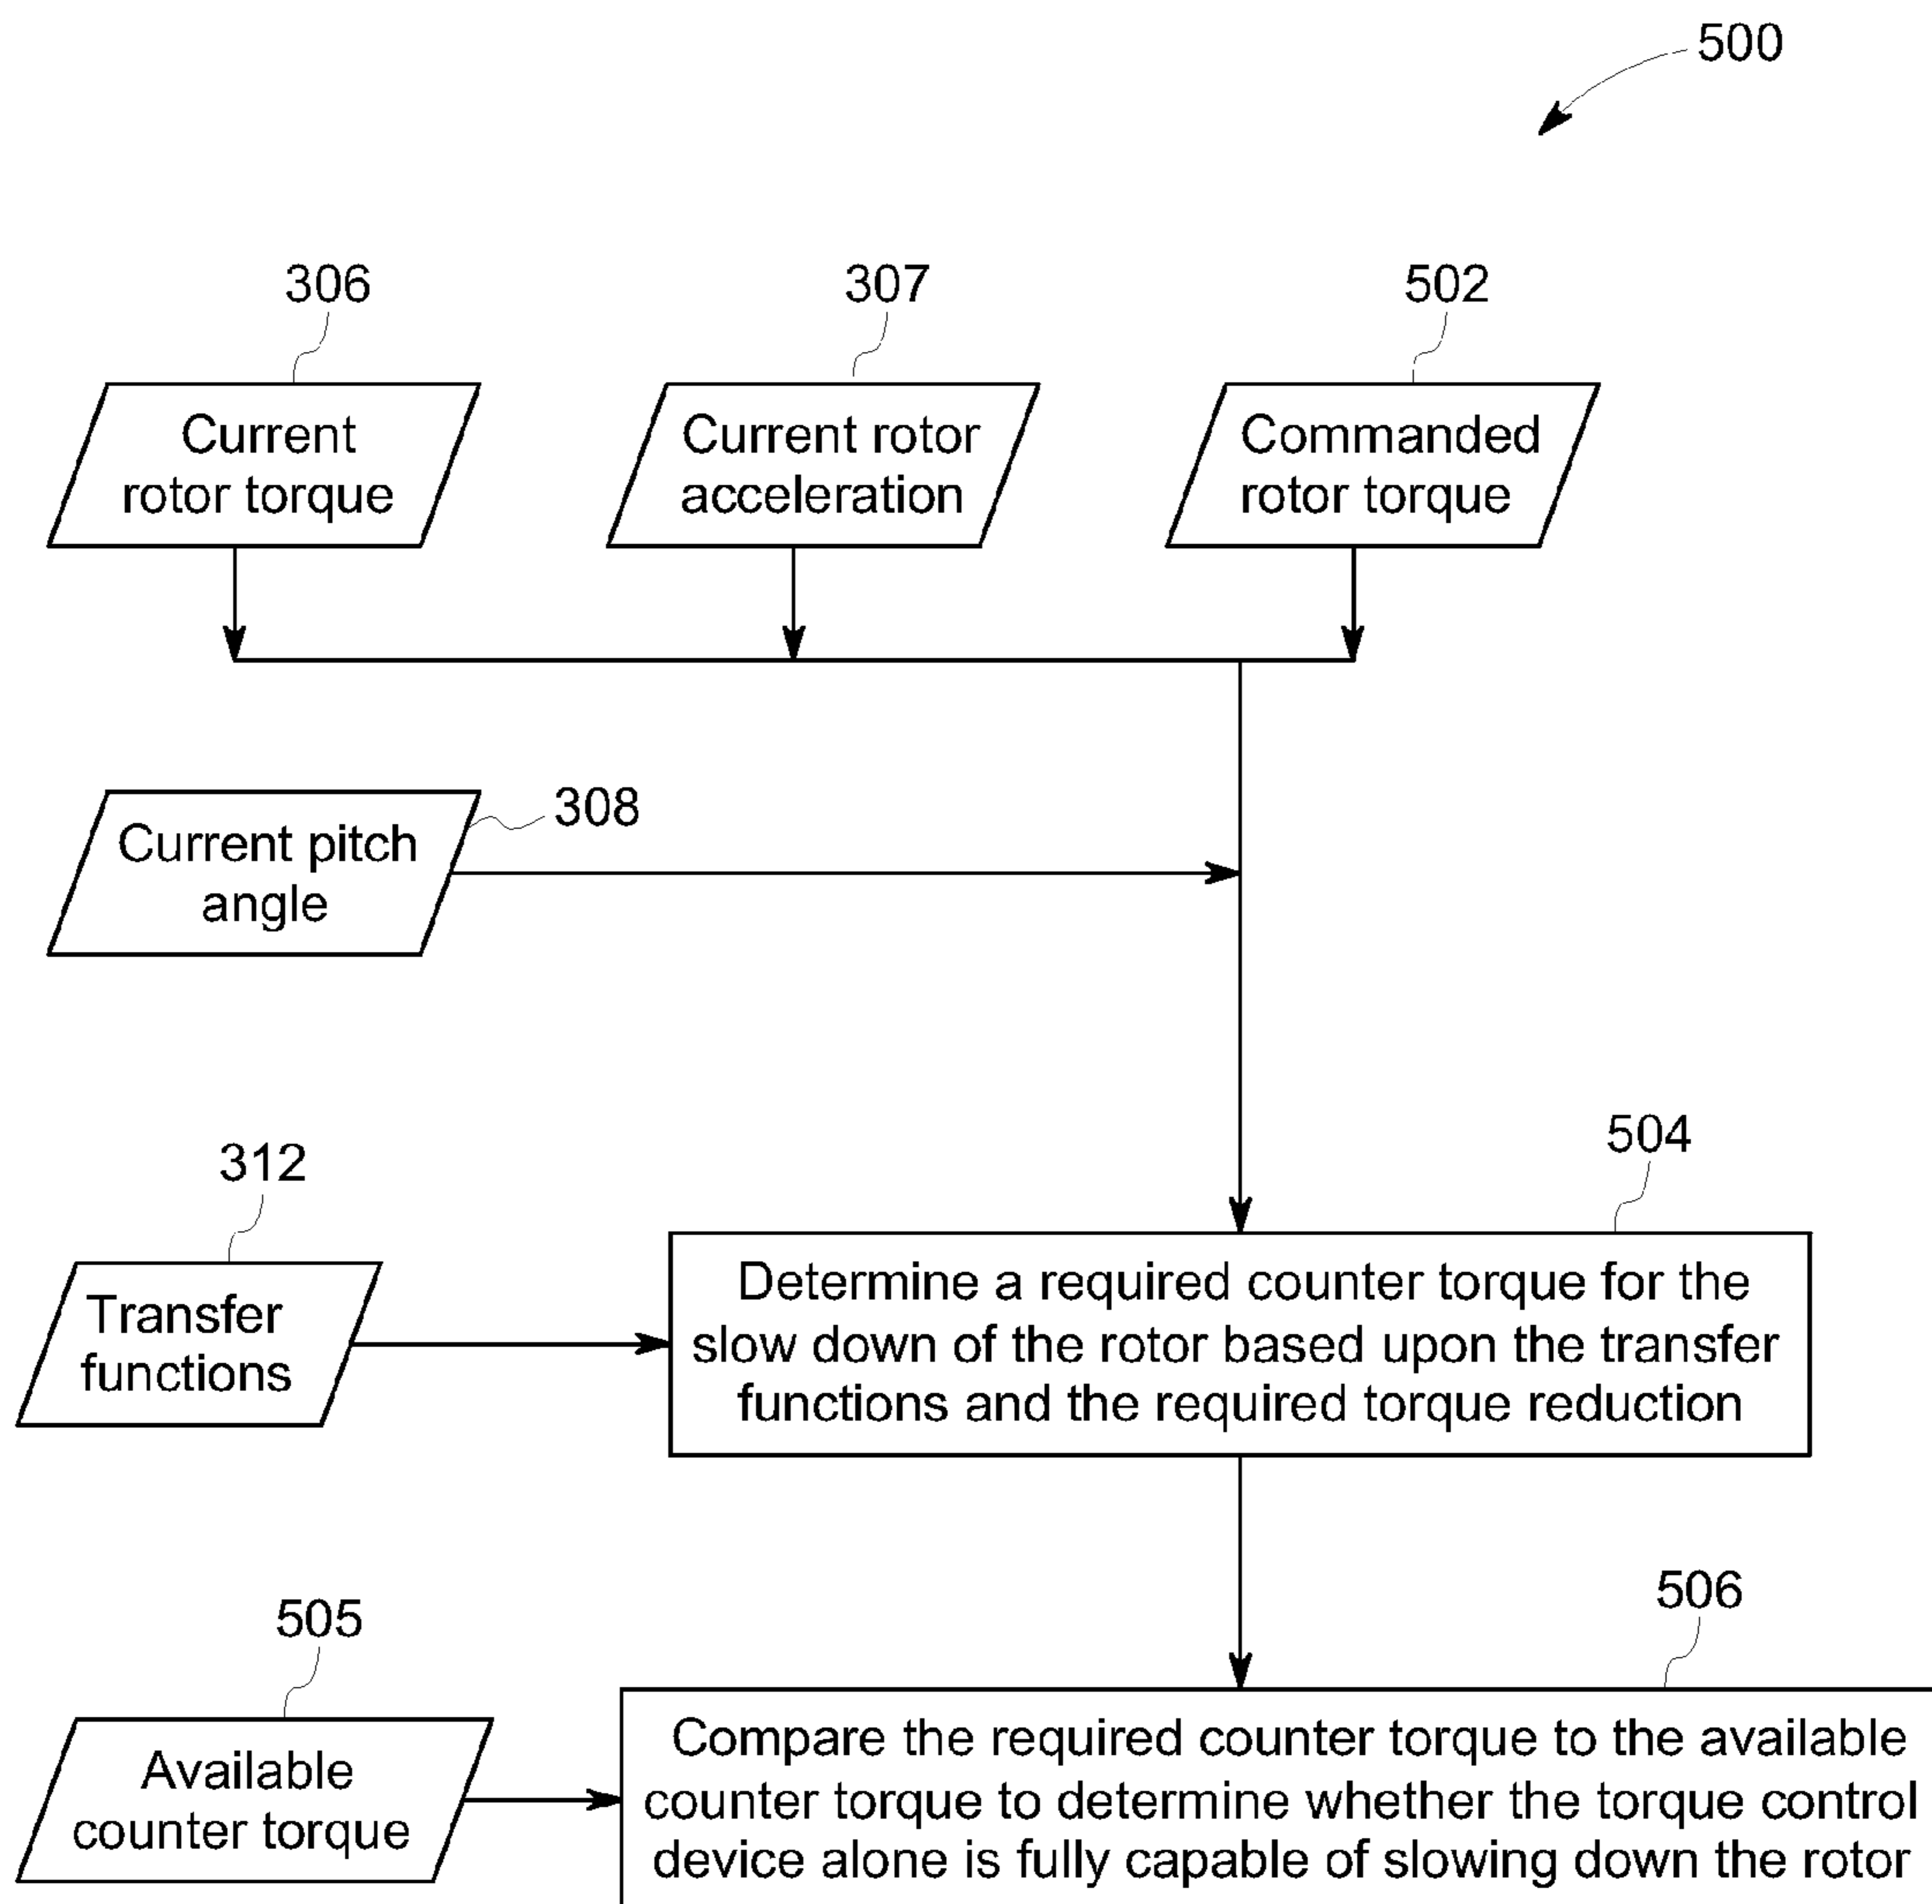 500
306
307
502
Current
rotor torque
Current rotor
acceleration
Commanded
rotor torque
308
Current pitch
angle
504
312
Transfer
functions
Determine a required counter torque for the
slow down of the rotor based upon the transfer
functions and the required torque reduction
506
505
Available
counter torque
Compare the required counter torque to the available
counter torque to determine whether the torque control
device alone is fully capable of slowing down the rotor